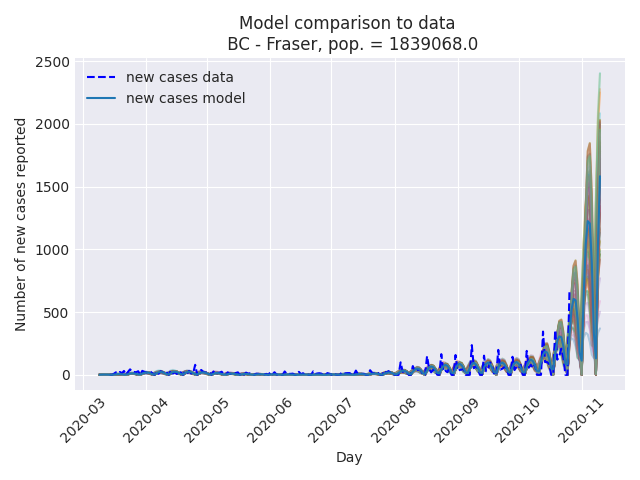 Model comparison to data
BC - Fraser, pop. = 1839068.0
new cases data
new cases model
Number of new cases reported
2500
2000
1500
1000
500
0
2020-03
2020-04
2020-05
2020-06
2020-07
2020-08
2020-09
2020-10
2020-11
Day